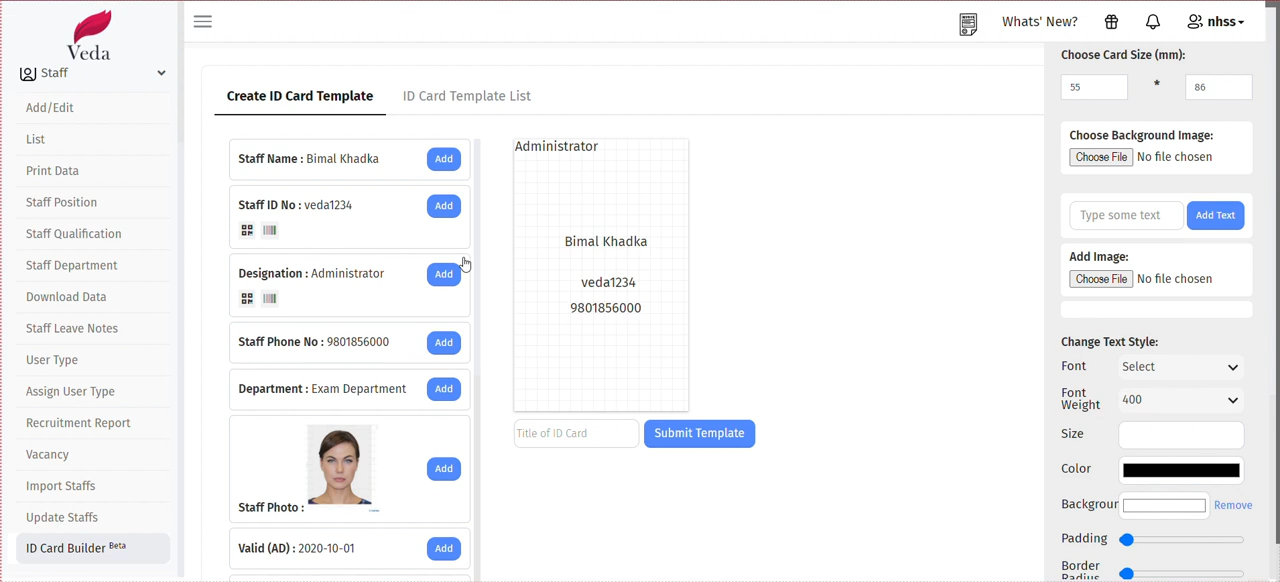 Veda
Staff
Add/Edit
List
Print Data
Staff Position
Staff Qualification
Staff Department
Download Data
Staff Leave Notes
User Type
Assign User Type
Recruitment Report
Vacancy
Import Staffs
Update Staffs
ID Card Builder Beta
Whats' New?
nhss
Create ID Card Template
ID Card Template List
Staff Name : Bimal Khadka
Add
Staff ID No : veda1234
Add
Designation : Administrator
Add
Staff Phone No : 9801856000
Add
Department : Exam Department
Add
Staff Photo :
Add
Valid (AD) : 2020-10-01
Add
Administrator
Bimal Khadka
veda1234
9801856000
Title of ID Card
Submit Template
Choose Card Size (mm):
55 * 86
Choose Background Image:
Choose File No file chosen
Type some text
Add Text
Add Image:
Choose File No file chosen
Change Text Style:
Font
Select
Font
Weight
400
Size
Color
Backgrour
Remove
Padding
Border
Radius